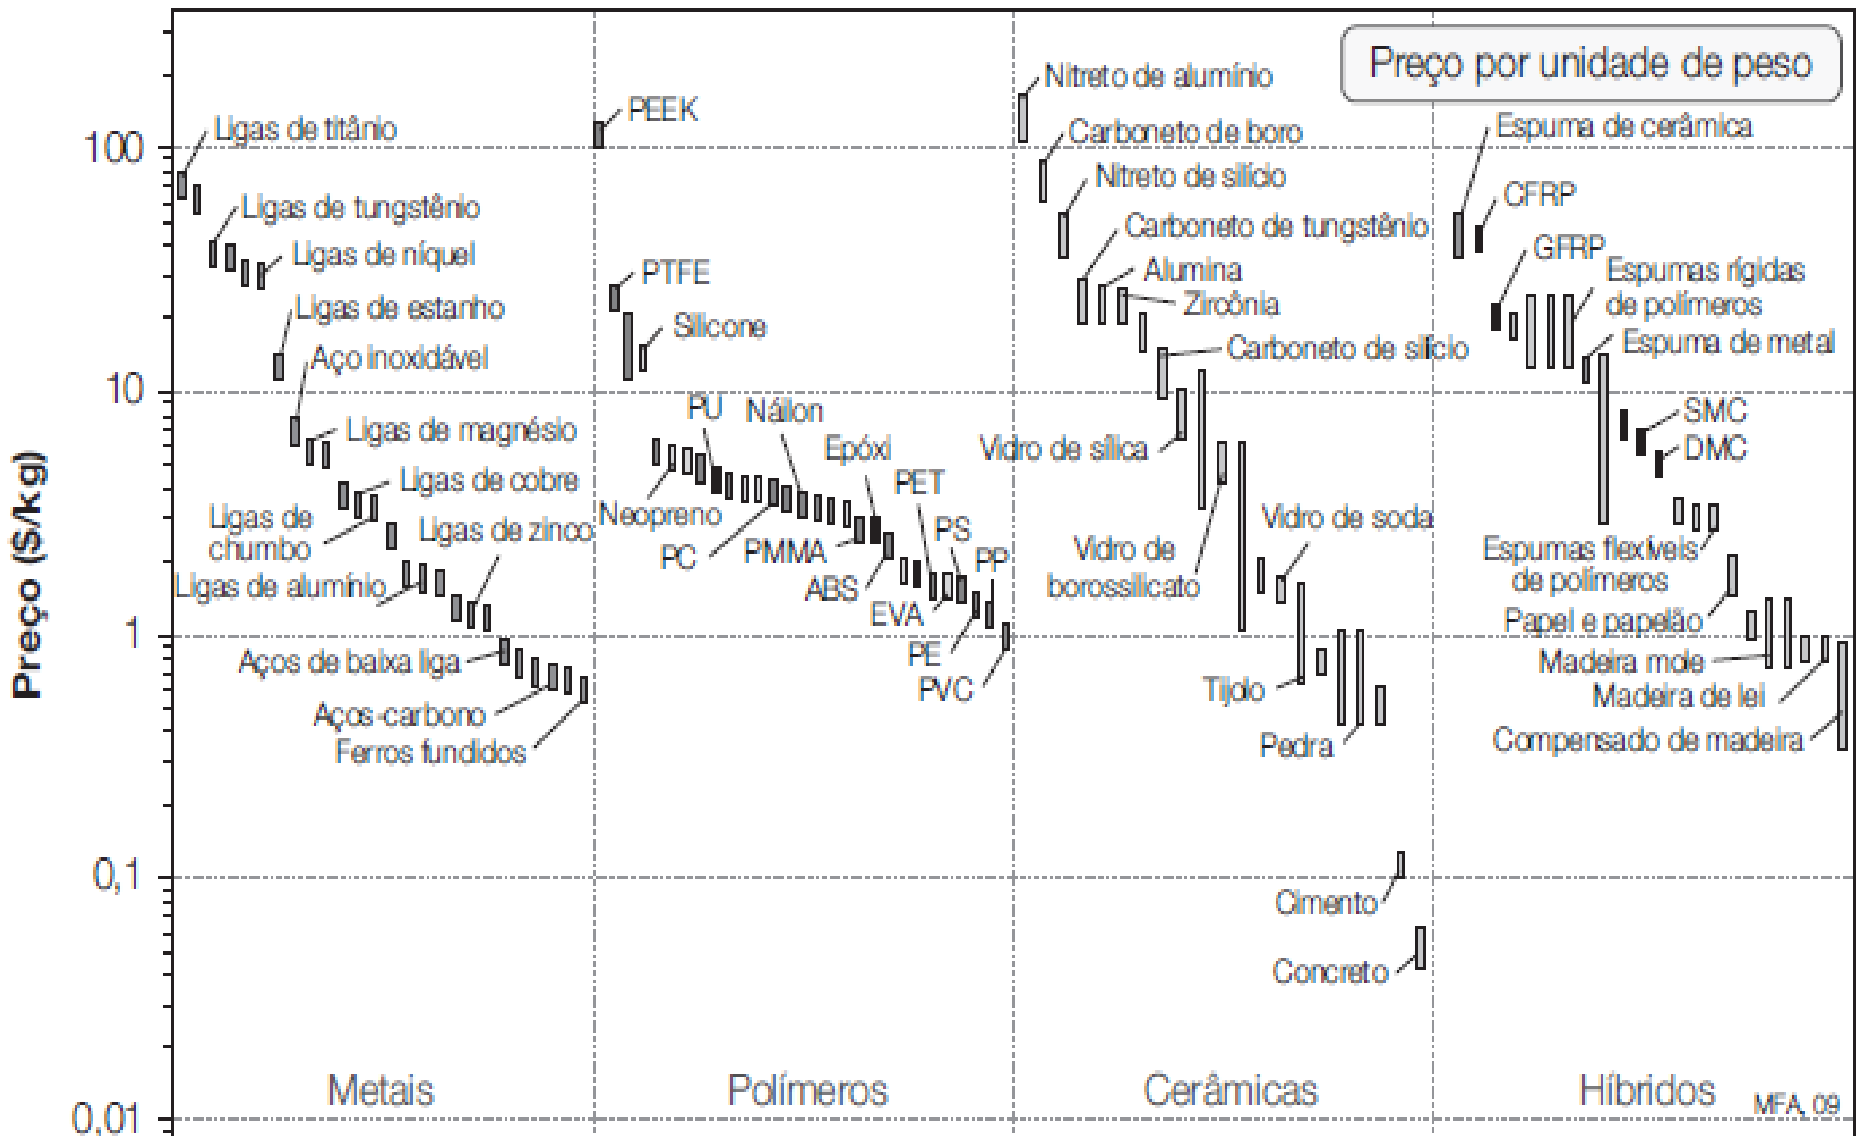 Preço por unidade de peso
Preço ($/kg)
100
10
1
0,1
0,01
Ligas de titânio
Ligas de tungstênio
Ligas de níquel
Ligas de estanho
Aço inoxidável
Ligas de magnésio
Ligas de cobre
Ligas de
chumbo
Ligas de zinco
Ligas de alumínio
Aços de baixa liga
Aços-carbono
Ferros fundidos
Metais
PEEK
PTFE
Silicone
PU
Náilon
Epóxi
PET
PS
PP
Neopreno
PC
PMMA
ABS
EVA
PE
PVC
Polímeros
Nitreto de alumínio
Carboneto de boro
Nitreto de silício
Carboneto de tungstênio
Alumina
Zircônia
Carboneto de silício
Vidro de sílica
Vidro de soda
Vidro de
borossilicato
Tijolo
Pedra
Cimento
Concreto
Cerâmicas
Espuma de cerâmica
CFRP
GFRP
Espumas rígidas
de polímeros
Espuma de metal
SMC
DMC
Espumas flexíveis
de polímeros
Papel e papelão
Madeira mole
Madeira de lei
Compensado de madeira
Híbridos
MFA, 09